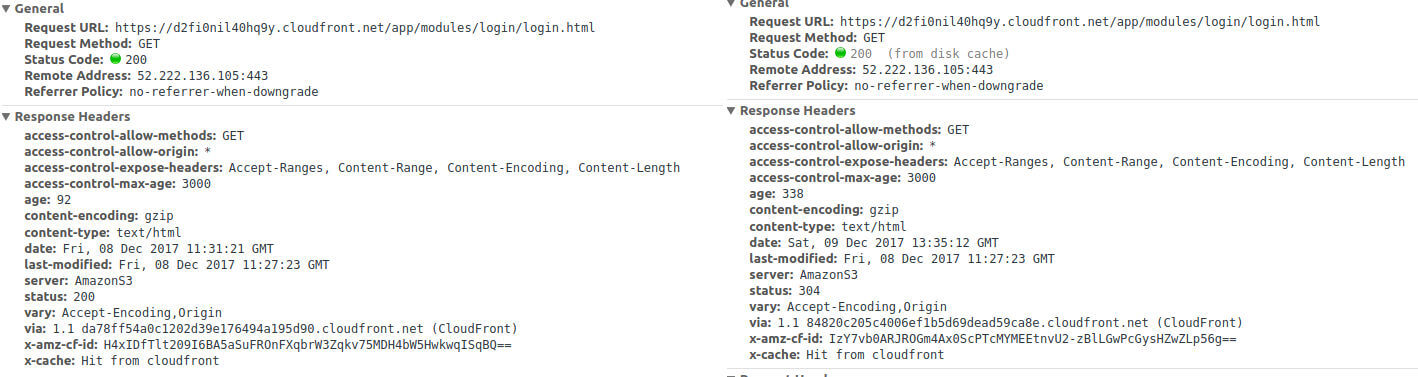 General
Request URL: https://d2fi0nil40hq9y.cloudfront.net/app/modules/login/login.html
Request Method: GET
Status Code: 200
Remote Address: 52.222.136.105:443
Referrer Policy: no-referrer-when-downgrade
Response Headers
access-control-allow-methods: GET
access-control-allow-origin: *
access-control-expose-headers: Accept-Ranges, Content-Range, Content-Encoding, Content-Length
access-control-max-age: 3000
age: 92
content-encoding: gzip
content-type: text/html
date: Fri, 08 Dec 2017 11:31:21 GMT
last-modified: Fri, 08 Dec 2017 11:27:23 GMT
server: AmazonS3
status: 200
vary: Accept-Encoding,Origin
via: 1.1 da78ff54a0c1202d39e176494a195d90.cloudfront.net (CloudFront)
x-amz-cf-id: H4xIDfTlt209I6BA5aSuFROnFXqbrW3Zqkv75MDH4bW5HwkwqISqBQ==
x-cache: Hit from cloudfront
General
Request URL: https://d2fi0nil40hq9y.cloudfront.net/app/modules/login/login.html
Request Method: GET
Status Code: 200 (from disk cache)
Remote Address: 52.222.136.105:443
Referrer Policy: no-referrer-when-downgrade
Response Headers
access-control-allow-methods: GET
access-control-allow-origin: *
access-control-expose-headers: Accept-Ranges, Content-Range, Content-Encoding, Content-Length
access-control-max-age: 3000
age: 338
content-encoding: gzip
content-type: text/html
date: Sat, 09 Dec 2017 13:35:12 GMT
last-modified: Fri, 08 Dec 2017 11:27:23 GMT
server: AmazonS3
status: 304
vary: Accept-Encoding,Origin
via: 1.1 84820c205c4006ef1b5d69dead59ca8e.cloudfront.net (CloudFront)
x-amz-cf-id: IzY7vb0ARJROGm4Ax0ScPTcMYMEEtnvU2-zBlLGwPcGysHZwZLp56g==
x-cache: Hit from cloudfront